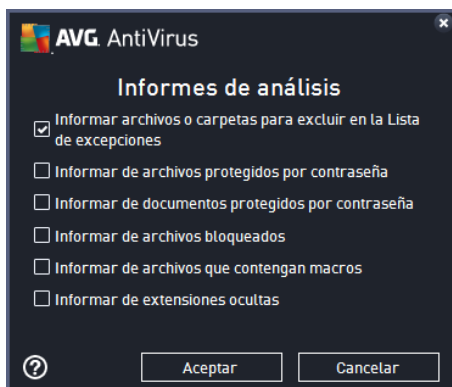 AVG AntiVirus
Informes de análisis
Informar archivos o carpetas para excluir en la Lista
de excepciones
Informar de archivos protegidos por contraseña
Informar de documentos protegidos por contraseña
Informar de archivos bloqueados
Informar de archivos que contengan macros
Informar de extensiones ocultas
? Aceptar Cancelar